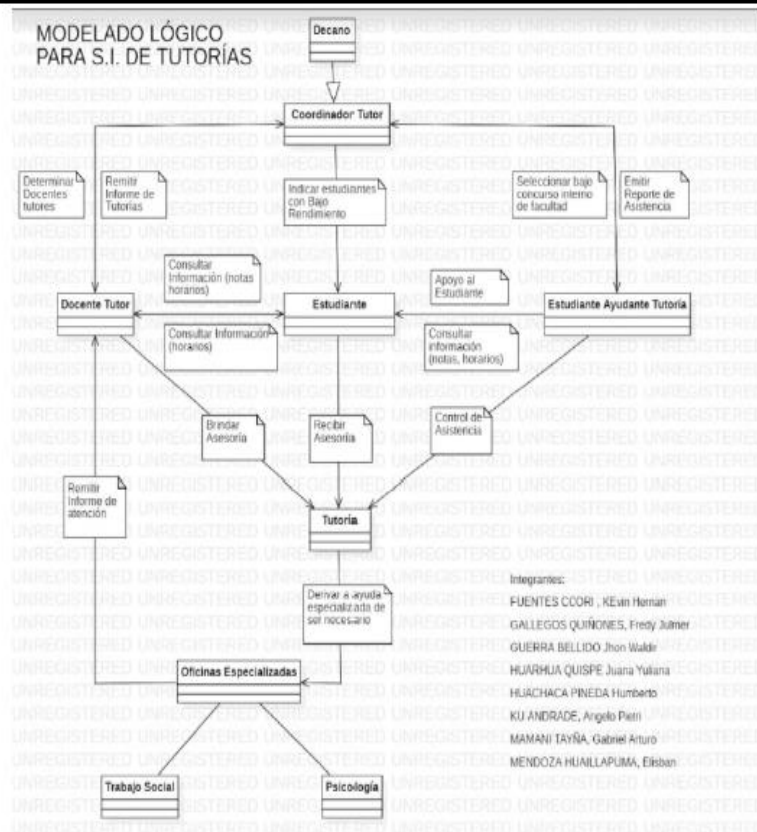 MODELADO LÓGICO
PARA S.I. DE TUTORÍAS
Decano
Coordinador Tutor
Determinar
Docentes
tutores
Remitir
Informe de
Tutorias
Indicar estudiantes
con Bajo
Rendimiento
Seleccionar bajo
concurso interno
de facultad
Emitir
Reporte de
Asistencia
Consultar
Información (notas
horarios)
Apoyo al
Estudiante
Docente Tutor
Estudiante
Estudiante Ayudante Tutoría
Consultar Información
(horarios)
Consultar
información
(notas, horarios)
Brindar
Asesoría
Recibir
Asesoría
Control de
Asistencia
Remitir
Informe de
atención
Tutoría
Derivar a ayuda
especializada de
ser necesario
Oficinas Especializadas
Trabajo Social
Psicología
Integrantes:
FUENTES CCORI , KEvin Hernan
GALLEGOS QUIÑONES, Fredy Juinier
GUERRA BELLIDO Jhon Waldir
HUARHUA QUISPE Juana Yuliana
HUACHACA PINEDA Humberto
KU ANDRADE, Angelo Pietri
MAMANI TAYÑA, Gabriel Arturo
MENDOZA HUAILLAPUMA, Elisban
UNREGISTERED